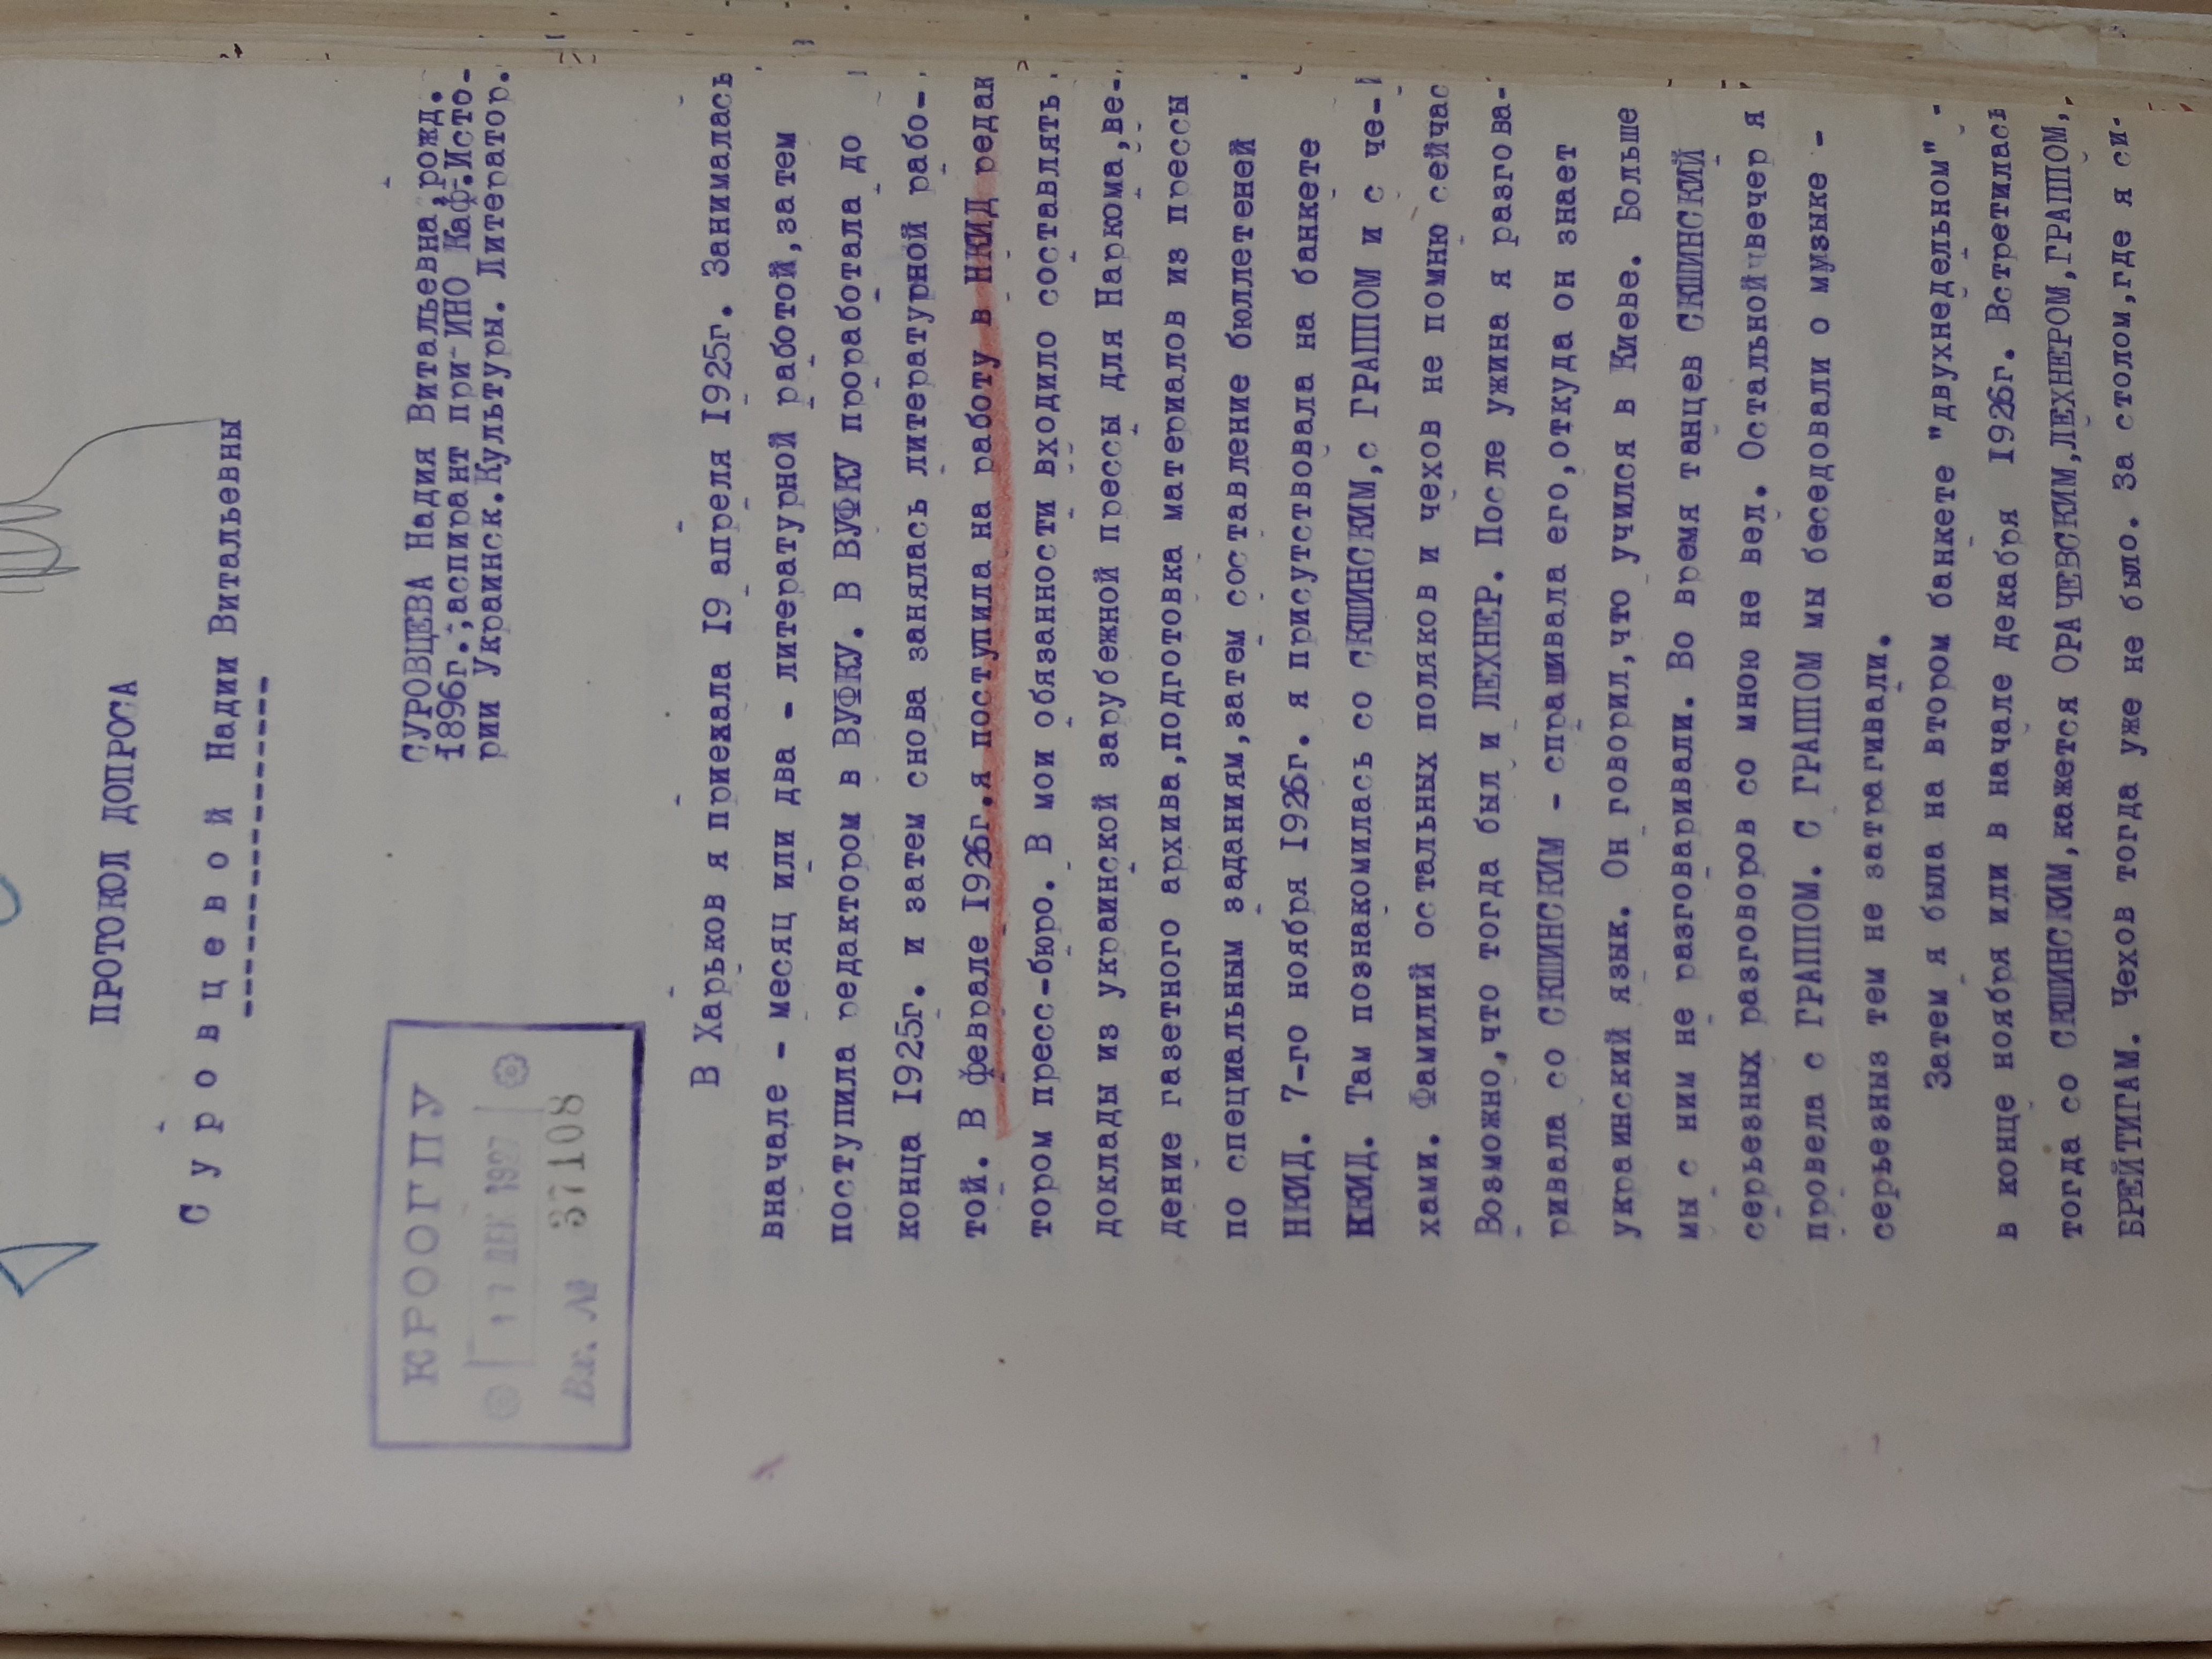 ПРОТОКОЛ ДОПРОСА
С у р о в ц е в о й Надии Витальевны
КРООГПУ
17 ДЕК 1927
Вх. № 37108
СУРОВЦЕВА Надия Витальевна, рожд.
1896г.; аспирант при ИНО Каф. Исто-
рии Украинск. Культуры. Литератор.
В Харьков я приехала 19 апреля 1925г. Занималась
вначале - месяц или два - литературной работой, затем
поступила редактором в ВУФКУ. В ВУФКУ проработала до
конца 1925г. и затем снова занялась литературной рабо-
той. В феврале 1926г. я поступила на работу в НКИД редак
тором пресс-бюро. В мои обязанности входило составлять
доклады из украинской зарубежной прессы для Наркома, ве-
дение газетного архива, подготовка материалов из прессы
по специальным заданиям, затем составление бюллетеней
НКИД. 7-го ноября 1926г. я присутствовала на банкете
НКИД. Там познакомилась со СКШИНСКИМ, с ГРАППОМ и с че-
хами. Фамилий остальных поляков и чехов не помню сейчас
Возможно, что тогда был и ЛЕХНЕР. После ужина я разгова-
ривала со СКШИНСКИМ - спрашивала его, откуда он знает
украинский язык. Он говорил, что учился в Киеве. Больше
мы с ним не разговаривали. Во время танцев СКШИНСКИЙ
серьезных разговоров со мною не вел. Остальной вечер я
провела с ГРАППОМ. С ГРАППОМ мы беседовали о музыке -
серьезныз тем не затрагивали.
Затем я была на втором банкете "двухнедельном" -
в конце ноября или в начале декабря 1926г. Встретилась
тогда со СКШИНСКИМ, кажется ОРАЧЕВСКИМ, ЛЕХНЕРОМ, ГРАППОМ,
БРЕЙТИГАМ. Чехов тогда уже не было. За столом, где я си-